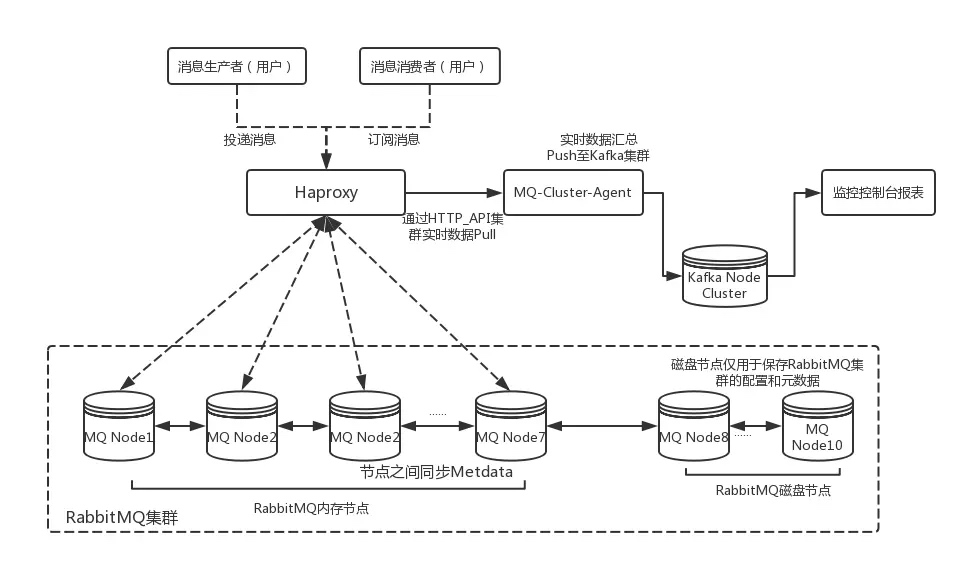 消息生产者（用户）
消息消费者（用户）
投递消息
订阅消息
实时数据汇总
Push至Kafka集群
Haproxy
MQ-Cluster-Agent
监控控制台报表
通过HTTP_API集
群实时数据Pull
Kafka Node
Cluster
磁盘节点仅用于保存RabbitMQ集
群的配置和元数据
MQ Node1
MQ Node2
MQ Node2
......
MQ Node7
MQ Node8
......
MQ
Node10
节点之间同步Metdata
RabbitMQ内存节点
RabbitMQ磁盘节点
RabbitMQ集群